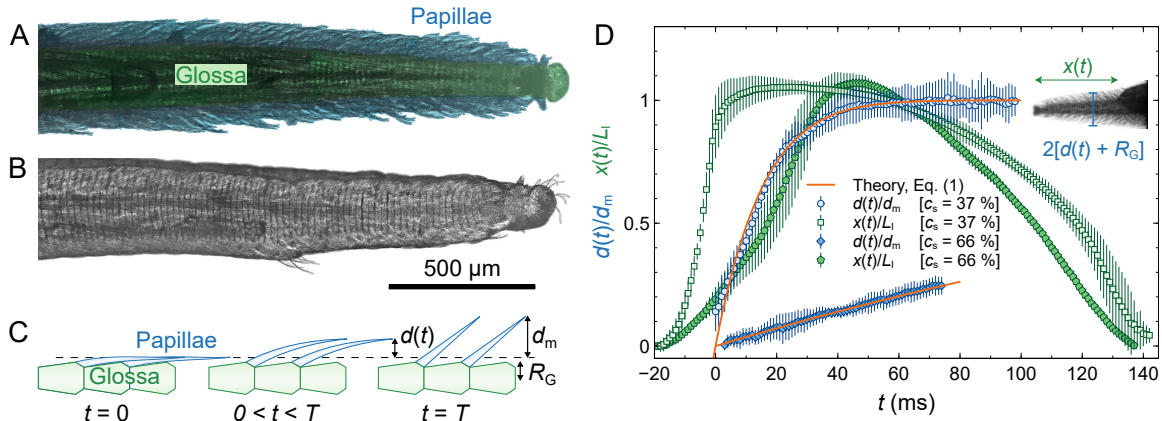 A
Papillae
Glossa
B
500 μm
C
Papillae
d(t)
d_m
Glossa
R_G
t = 0
0 < t < T
t = T
D
x(t)
2[d(t) + R_G]
Theory, Eq. (1)
d(t)/d_m [c_s = 37 %]
x(t)/L_l [c_s = 37 %]
d(t)/d_m [c_s = 66 %]
x(t)/L_l [c_s = 66 %]
d(t)/d_m x(t)/L_l
1
0.5
0
−20 0 20 40 60 80 100 120 140
t (ms)